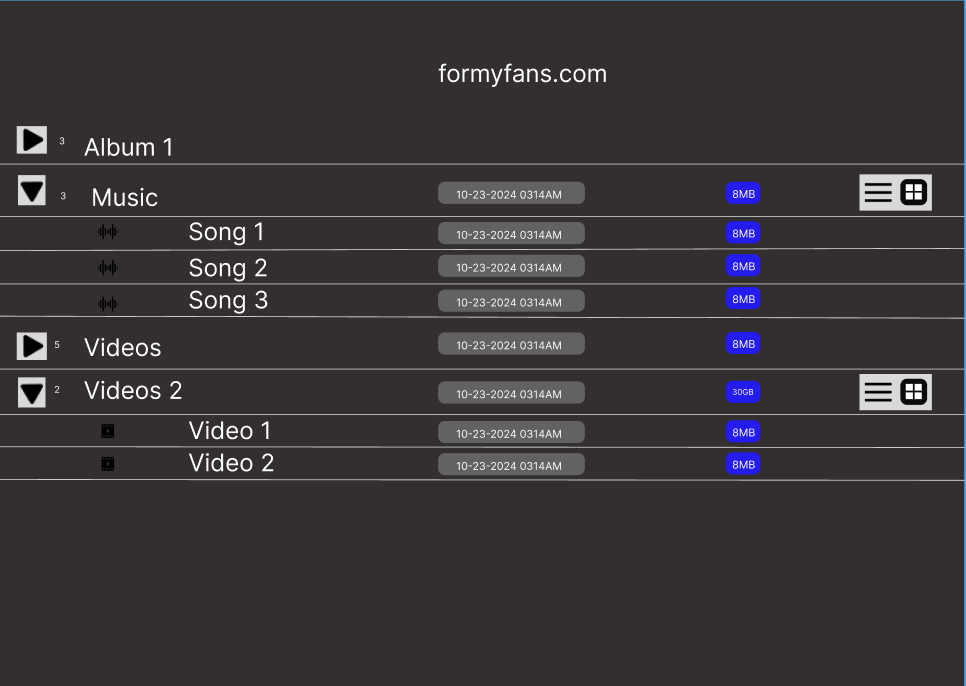 formyfans.com
3 Album 1
3 Music 10-23-2024 0314AM 8MB
Song 1 10-23-2024 0314AM 8MB
Song 2 10-23-2024 0314AM 8MB
Song 3 10-23-2024 0314AM 8MB
5 Videos 10-23-2024 0314AM 8MB
2 Videos 2 10-23-2024 0314AM 30GB
Video 1 10-23-2024 0314AM 8MB
Video 2 10-23-2024 0314AM 8MB